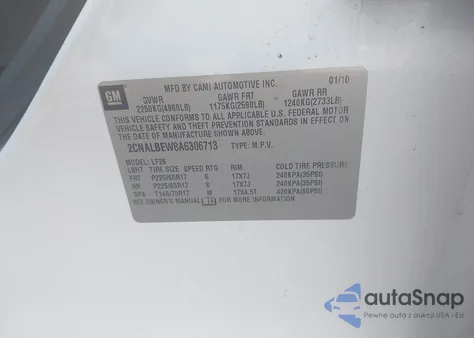 GM
MFD BY CAMI AUTOMOTIVE INC. 01/10
GVWR GAWR FRT GAWR RR
2250KG(4960LB) 1175KG(2590LB) 1240KG(2733LB)
THIS VEHICLE CONFORMS TO ALL APPLICABLE U.S. FEDERAL MOTOR
VEHICLE SAFETY AND THEFT PREVENTION STANDARDS IN EFFECT ON
THE DATE OF MANUFACTURE SHOWN ABOVE.
2CNALBEW8A6306713 TYPE: M.P.V.
MODEL: LF26
TIRE SIZE SPEED RTG RIM COLD TIRE PRESSURE
FRT P225/65R17 S 17X7J 240KPA(35PSI)
RR P225/65R17 S 17X7J 240KPA(35PSI)
SPA T145/70R17 M 17X4.5T 420KPA(60PSI)
SEE OWNER'S MANUAL FOR MORE INFORMATION.
autoSnap
Pewne auta z aukcji USA i EU